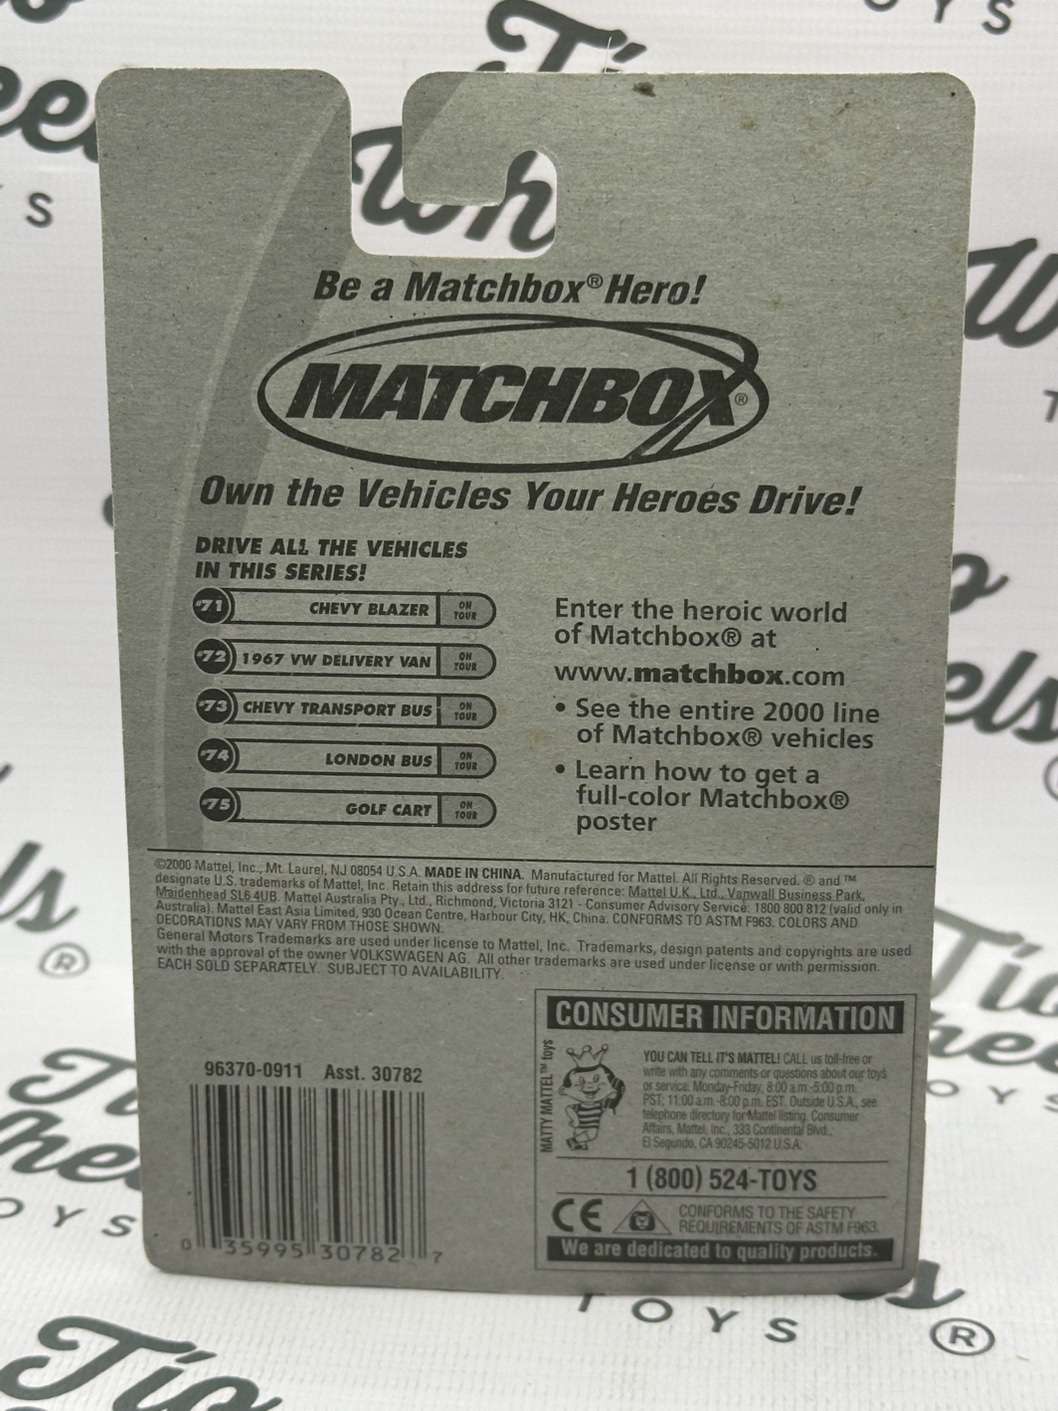 Be a Matchbox® Hero!
MATCHBOX®
Own the Vehicles Your Heroes Drive!
DRIVE ALL THE VEHICLES
IN THIS SERIES!
#71 CHEVY BLAZER ON TOUR
#72 1967 VW DELIVERY VAN ON TOUR
#73 CHEVY TRANSPORT BUS ON TOUR
#74 LONDON BUS ON TOUR
#75 GOLF CART ON TOUR
Enter the heroic world
of Matchbox® at
www.matchbox.com
• See the entire 2000 line
of Matchbox® vehicles
• Learn how to get a
full-color Matchbox®
poster
©2000 Mattel, Inc., Mt. Laurel, NJ 08054 U.S.A. MADE IN CHINA. Manufactured for Mattel. All Rights Reserved. ® and ™
designate U.S. trademarks of Mattel, Inc. Retain this address for future reference: Mattel U.K., Ltd., Vanwall Business Park,
Maidenhead SL6 4UB. Mattel Australia Pty., Ltd., Richmond, Victoria 3121 - Consumer Advisory Service: 1800 800 812 (valid only in
Australia). Mattel East Asia Limited, 930 Ocean Centre, Harbour City, HK, China. CONFORMS TO ASTM F963. COLORS AND
DECORATIONS MAY VARY FROM THOSE SHOWN.
General Motors Trademarks are used under license to Mattel, Inc. Trademarks, design patents and copyrights are used
with the approval of the owner VOLKSWAGEN AG. All other trademarks are used under license or with permission.
EACH SOLD SEPARATELY. SUBJECT TO AVAILABILITY.
96370-0911 Asst. 30782
0 35995 30782 7
CONSUMER INFORMATION
MATTY MATTEL™ toys
YOU CAN TELL IT'S MATTEL! CALL us toll-free or
write with any comments or questions about our toys
or service. Monday-Friday, 8:00 a.m.-5:00 p.m.
PST; 11:00 a.m.-8:00 p.m. EST. Outside U.S.A., see
telephone directory for Mattel listing. Consumer
Affairs, Mattel, Inc., 333 Continental Blvd.,
El Segundo, CA 90245-5012 U.S.A.
1 (800) 524-TOYS
CE
CONFORMS TO THE SAFETY
REQUIREMENTS OF ASTM F963.
We are dedicated to quality products.
TOYS
®
Tio